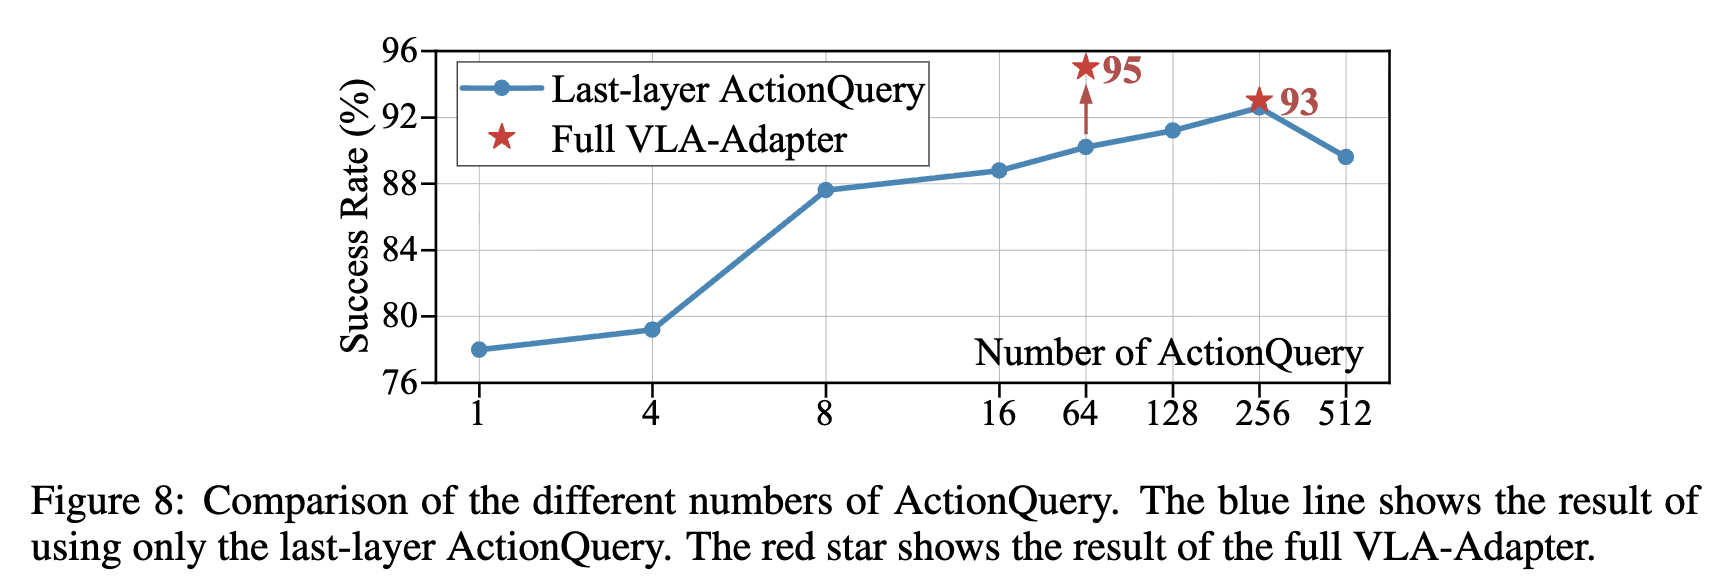 96
92
88
84
80
76
Success Rate (%)
Last-layer ActionQuery
Full VLA-Adapter
95
93
Number of ActionQuery
1 4 8 16 64 128 256 512
Figure 8: Comparison of the different numbers of ActionQuery. The blue line shows the result of
using only the last-layer ActionQuery. The red star shows the result of the full VLA-Adapter.